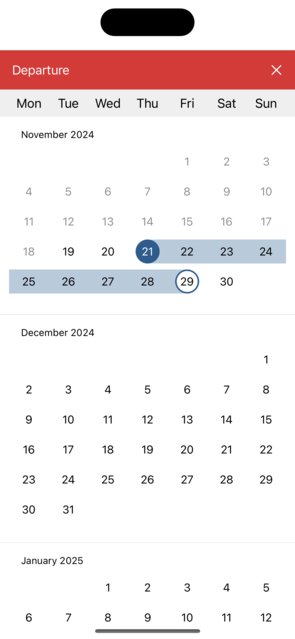 Departure
Mon Tue Wed Thu Fri Sat Sun
November 2024
1 2 3
4 5 6 7 8 9 10
11 12 13 14 15 16 17
18 19 20 21 22 23 24
25 26 27 28 29 30
December 2024
1
2 3 4 5 6 7 8
9 10 11 12 13 14 15
16 17 18 19 20 21 22
23 24 25 26 27 28 29
30 31
January 2025
1 2 3 4 5
6 7 8 9 10 11 12